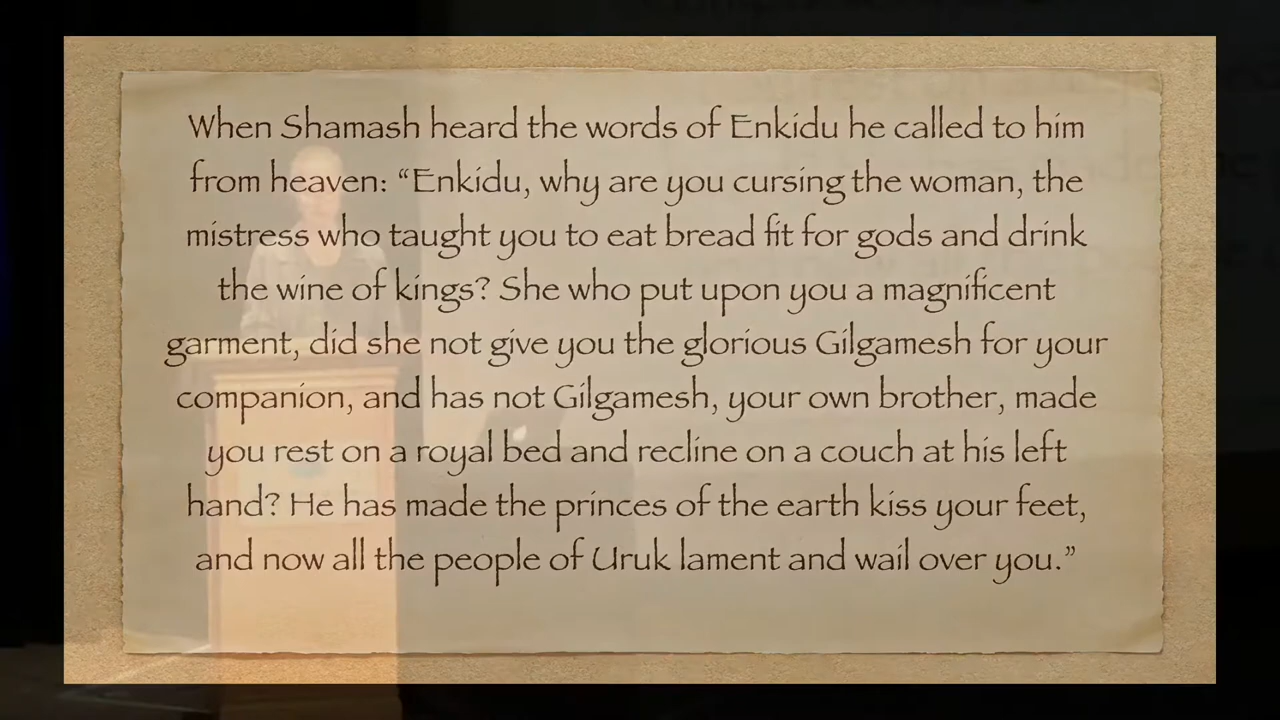 When Shamash heard the words of Enkidu he called to him
from heaven: “Enkidu, why are you cursing the woman, the
mistress who taught you to eat bread fit for gods and drink
the wine of kings? She who put upon you a magnificent
garment, did she not give you the glorious Gilgamesh for your
companion, and has not Gilgamesh, your own brother, made
you rest on a royal bed and recline on a couch at his left
hand? He has made the princes of the earth kiss your feet,
and now all the people of Uruk lament and wail over you.”